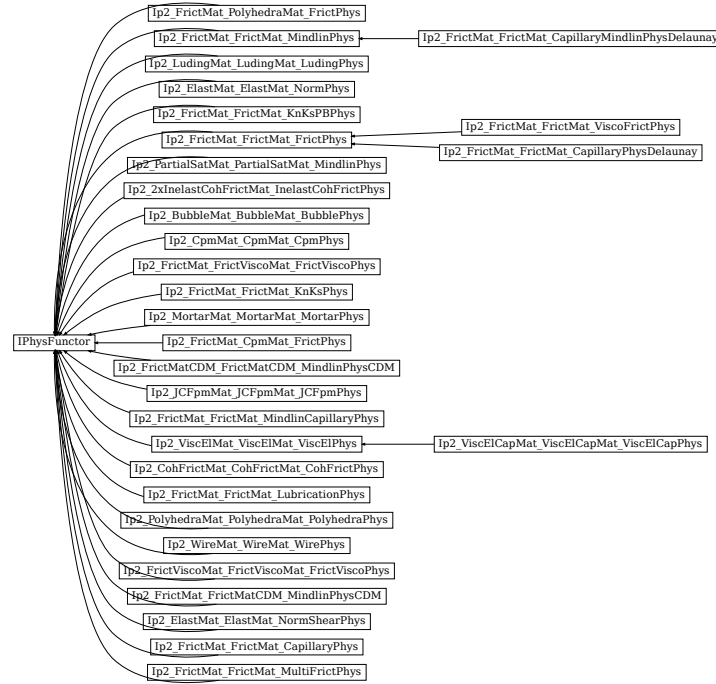 Ip2_FrictMat_PolyhedraMat_FrictPhys
Ip2_FrictMat_FrictMat_MindlinPhys
Ip2_FrictMat_FrictMat_CapillaryMindlinPhysDelaunay
Ip2_LudingMat_LudingMat_LudingPhys
Ip2_ElastMat_ElastMat_NormPhys
Ip2_FrictMat_FrictMat_KnKsPBPhys
Ip2_FrictMat_FrictMat_ViscoFrictPhys
Ip2_FrictMat_FrictMat_FrictPhys
Ip2_FrictMat_FrictMat_CapillaryPhysDelaunay
Ip2_PartialSatMat_PartialSatMat_MindlinPhys
Ip2_2xInelastCohFrictMat_InelastCohFrictPhys
Ip2_BubbleMat_BubbleMat_BubblePhys
Ip2_CpmMat_CpmMat_CpmPhys
Ip2_FrictMat_FrictViscoMat_FrictViscoPhys
Ip2_FrictMat_FrictMat_KnKsPhys
Ip2_MortarMat_MortarMat_MortarPhys
IPhysFunctor
Ip2_FrictMat_CpmMat_FrictPhys
Ip2_FrictMatCDM_FrictMatCDM_MindlinPhysCDM
Ip2_JCFpmMat_JCFpmMat_JCFpmPhys
Ip2_FrictMat_FrictMat_MindlinCapillaryPhys
Ip2_ViscElMat_ViscElMat_ViscElPhys
Ip2_ViscElCapMat_ViscElCapMat_ViscElCapPhys
Ip2_CohFrictMat_CohFrictMat_CohFrictPhys
Ip2_FrictMat_FrictMat_LubricationPhys
Ip2_PolyhedraMat_PolyhedraMat_PolyhedraPhys
Ip2_WireMat_WireMat_WirePhys
Ip2_FrictViscoMat_FrictViscoMat_FrictViscoPhys
Ip2_FrictMat_FrictMatCDM_MindlinPhysCDM
Ip2_ElastMat_ElastMat_NormShearPhys
Ip2_FrictMat_FrictMat_CapillaryPhys
Ip2_FrictMat_FrictMat_MultiFrictPhys